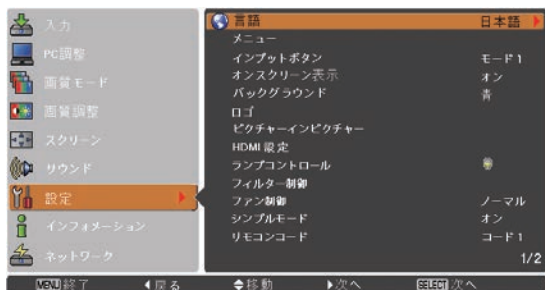 入力
PC調整
画質モード
画質調整
スクリーン
サウンド
設定
インフォメーション
ネットワーク
言語 日本語
メニュー
インプットボタン モード1
オンスクリーン表示 オン
バックグラウンド 青
ロゴ
ピクチャーインピクチャー
HDMI 設定
ランプコントロール
フィルター制御
ファン制御 ノーマル
シンプルモード オン
リモコンコード コード1
1/2
MENU 終了 戻る 移動 次へ SELECT 次へ